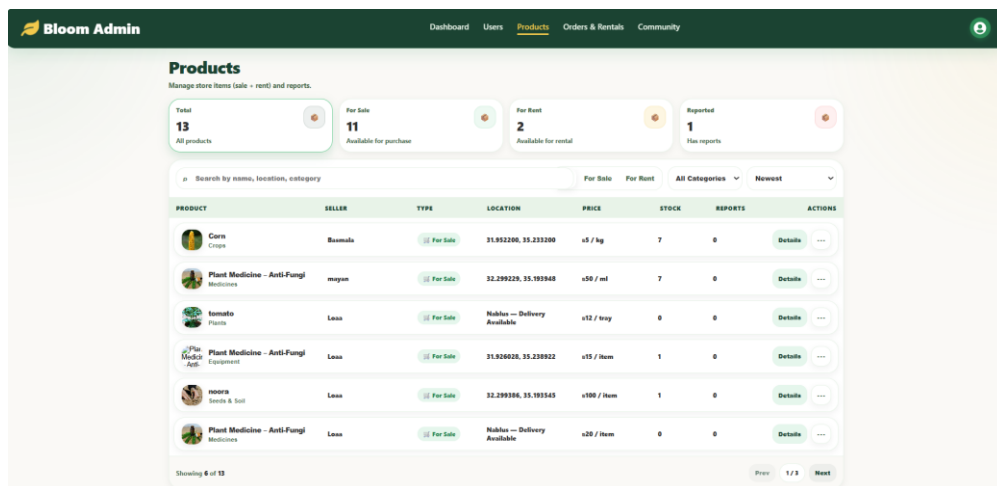 Bloom Admin
Dashboard Users Products Orders & Rentals Community
Products
Manage store items (sale + rent) and reports.
Total
13
All products
For Sale
11
Available for purchase
For Rent
2
Available for rental
Reported
1
Has reports
Search by name, location, category
For Sale For Rent All Categories Newest
PRODUCT SELLER TYPE LOCATION PRICE STOCK REPORTS ACTIONS
Corn
Crops
Basmala For Sale 31.952200, 35.233200 ₪5 / kg 7 0 Details ...
Plant Medicine – Anti-Fungi
Medicines
mayan For Sale 32.299229, 35.193948 ₪50 / ml 7 0 Details ...
tomato
Plants
Loaa For Sale Nablus — Delivery
Available
₪12 / tray 0 0 Details ...
Pla
Medicir
Anti-
Plant Medicine – Anti-Fungi
Equipment
Loaa For Sale 31.926028, 35.238922 ₪15 / item 1 0 Details ...
noora
Seeds & Soil
Loaa For Sale 32.299386, 35.193545 ₪100 / item 1 0 Details ...
Plant Medicine – Anti-Fungi
Medicines
Loaa For Sale Nablus — Delivery
Available
₪20 / item 0 0 Details ...
Showing 6 of 13
Prev 1 / 3 Next